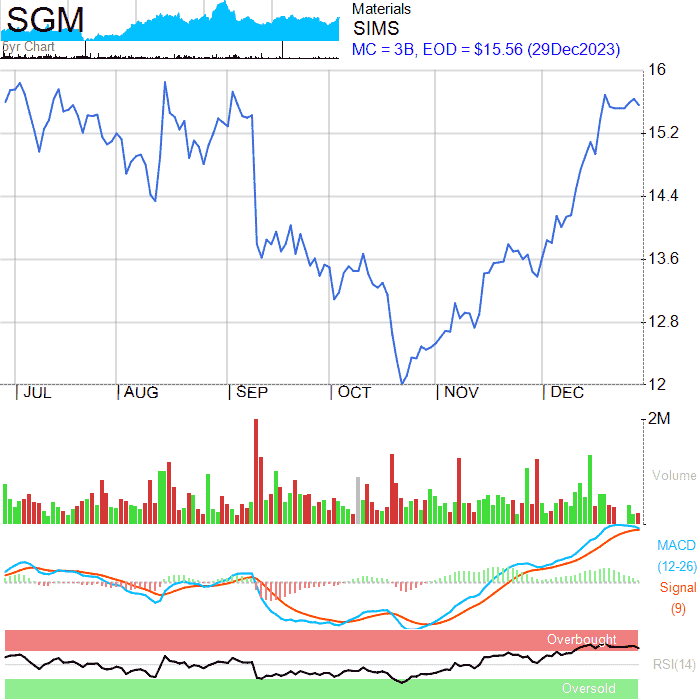 SGM
5yr Chart
Materials
SIMS
MC = 3B, EOD = $15.56 (29Dec2023)
16
15.2
14.4
13.6
12.8
12
JUL
AUG
SEP
OCT
NOV
DEC
2M
Volume
MACD
(12-26)
Signal
(9)
Overbought
RSI(14)
Oversold